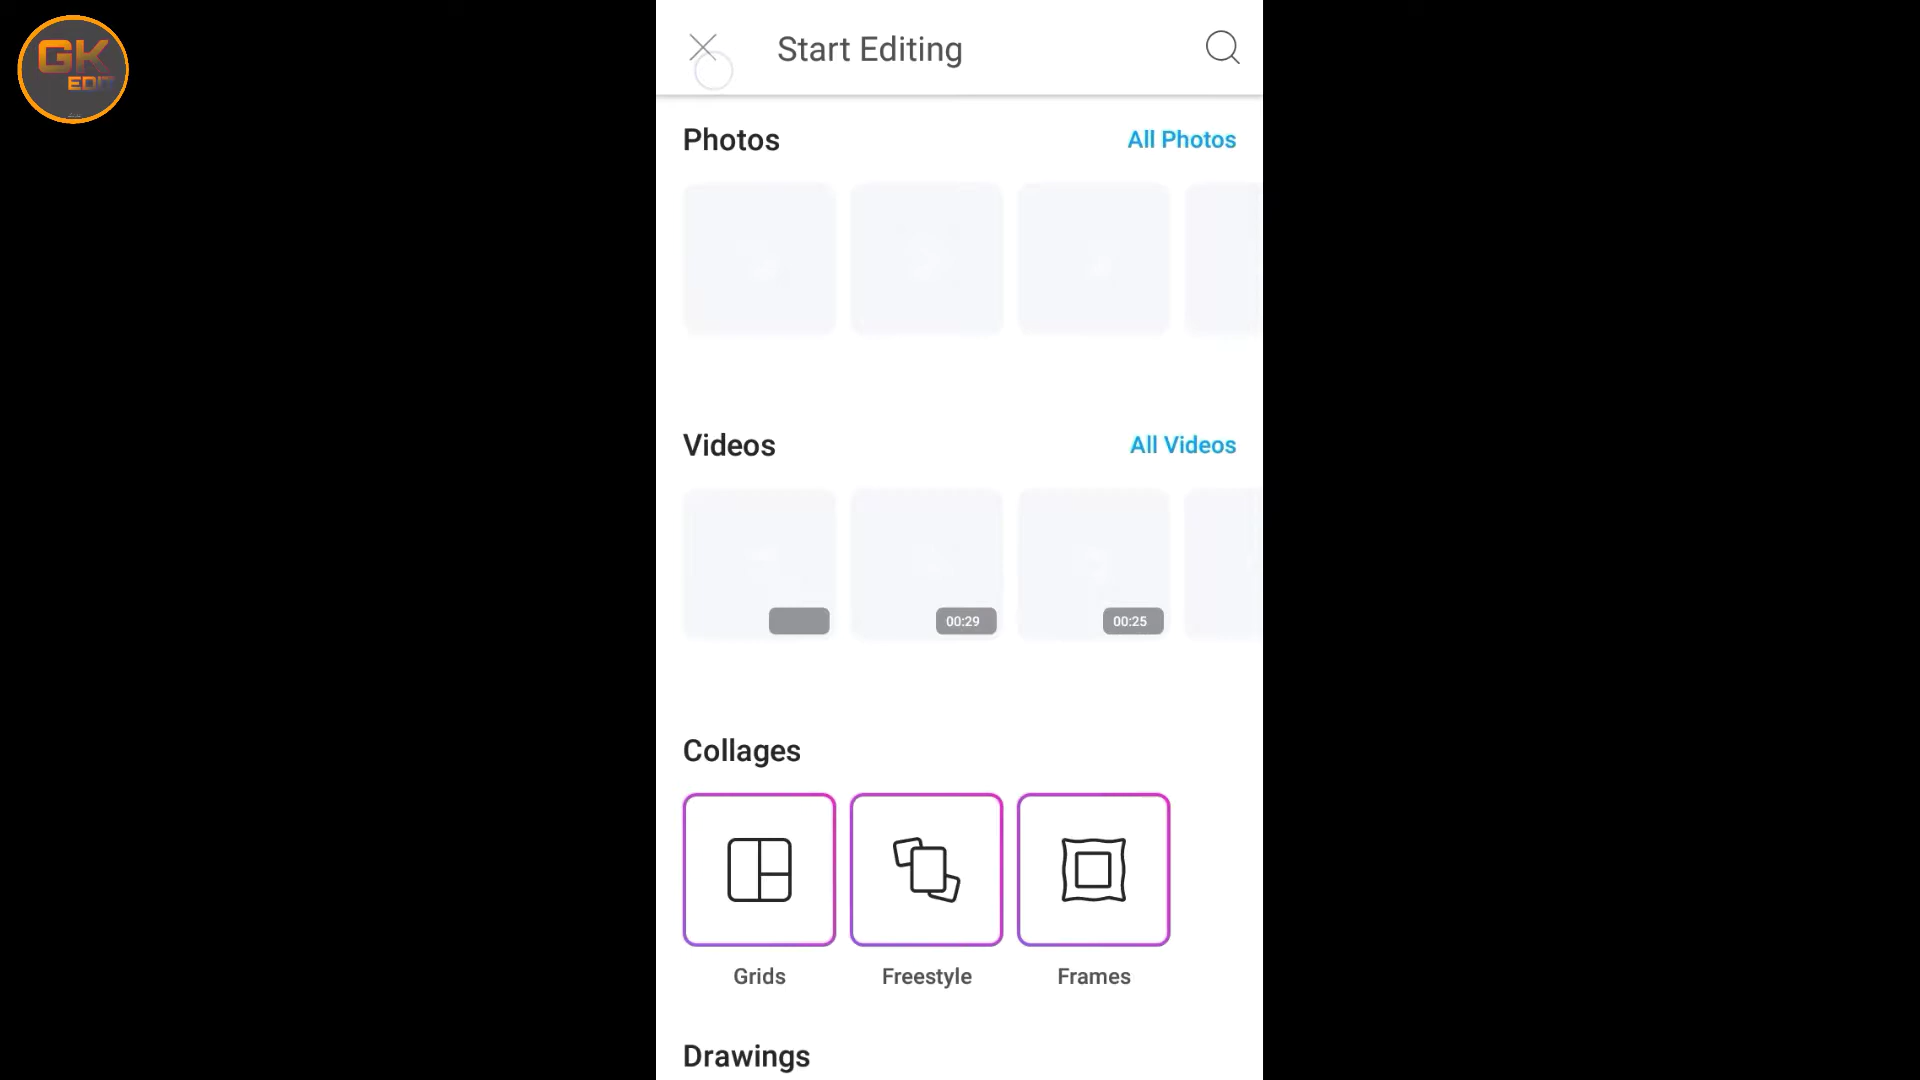 GK
EDIT
Start Editing
Photos
All Photos
Videos
All Videos
00:29
00:25
Collages
Grids
Freestyle
Frames
Drawings